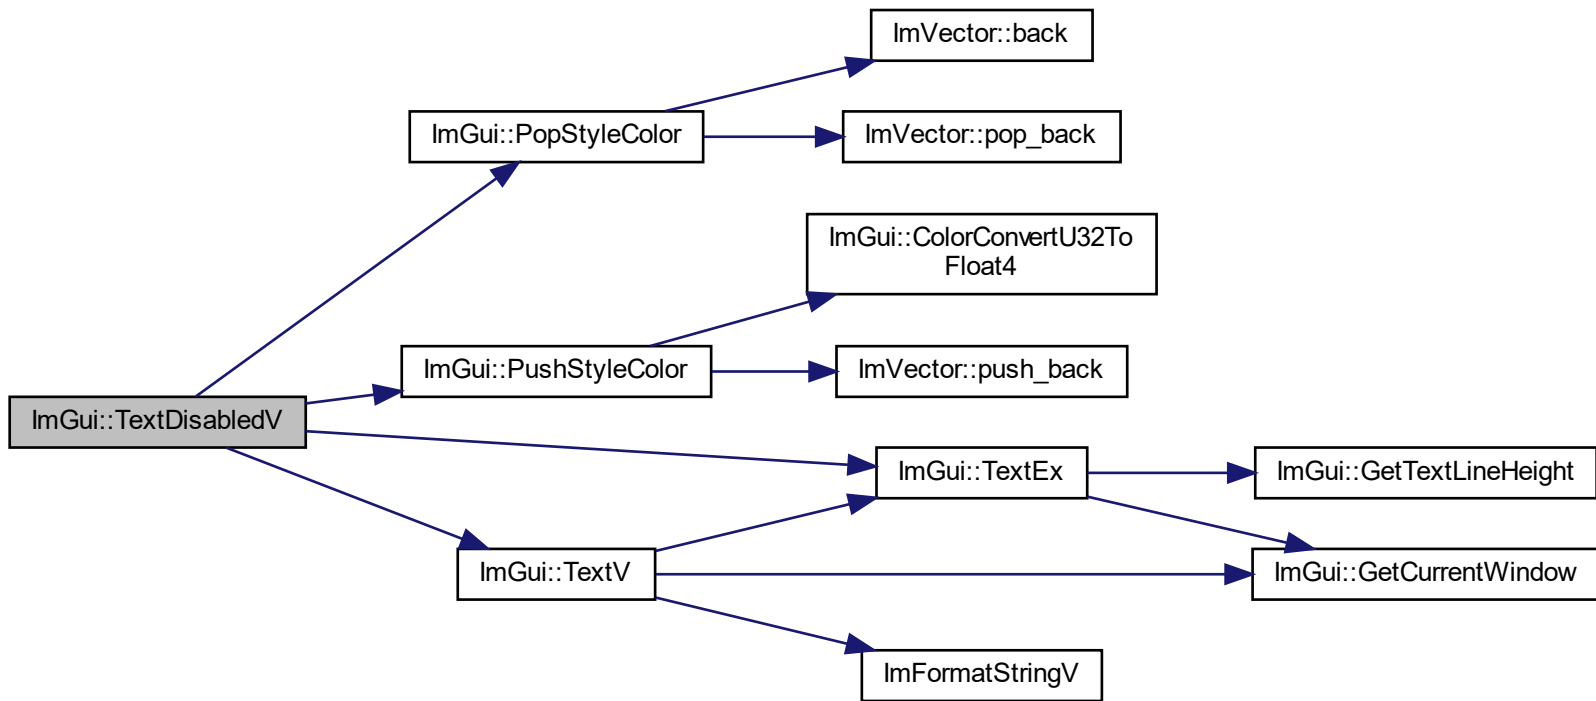 ImVector::back
ImGui::PopStyleColor
ImVector::pop_back
ImGui::ColorConvertU32To
Float4
ImGui::PushStyleColor
ImVector::push_back
ImGui::TextDisabledV
ImGui::TextEx
ImGui::GetTextLineHeight
ImGui::TextV
ImGui::GetCurrentWindow
ImFormatStringV